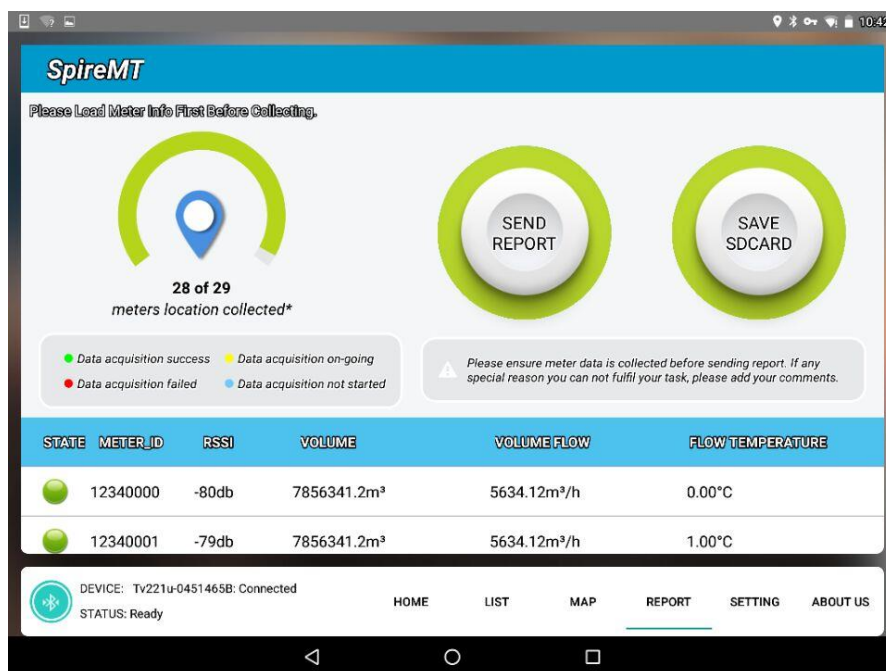 10:42
SpireMT
Please Load Meter Info First Before Collecting.
28 of 29
meters location collected*
SEND
REPORT
SAVE
SDCARD
Data acquisition success
Data acquisition on-going
Data acquisition failed
Data acquisition not started
Please ensure meter data is collected before sending report. If any
special reason you can not fulfil your task, please add your comments.
STATE METER_ID RSSI VOLUME VOLUME FLOW FLOW TEMPERATURE
12340000 -80db 7856341.2m³ 5634.12m³/h 0.00°C
12340001 -79db 7856341.2m³ 5634.12m³/h 1.00°C
DEVICE: Tv221u-0451465B: Connected
STATUS: Ready
HOME LIST MAP REPORT SETTING ABOUT US